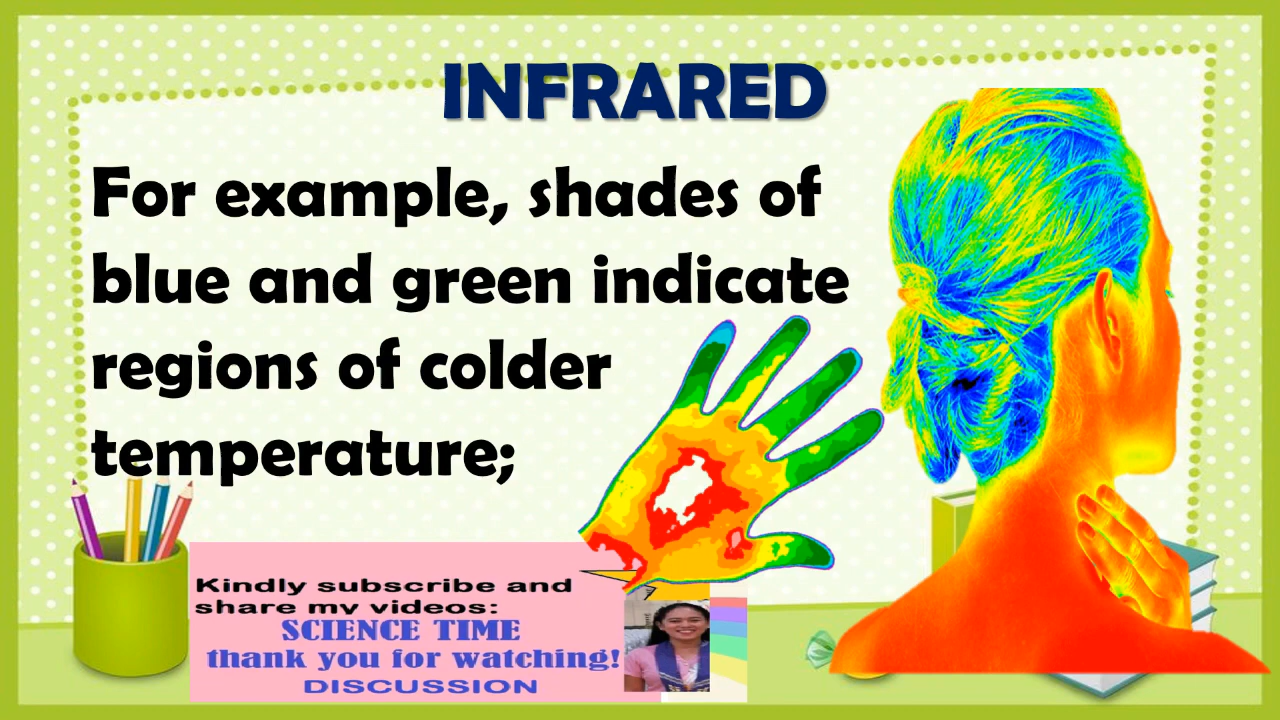 INFRARED
For example, shades of
blue and green indicate
regions of colder
temperature;
Kindly subscribe and
share my videos:
SCIENCE TIME
thank you for watching!
DISCUSSION